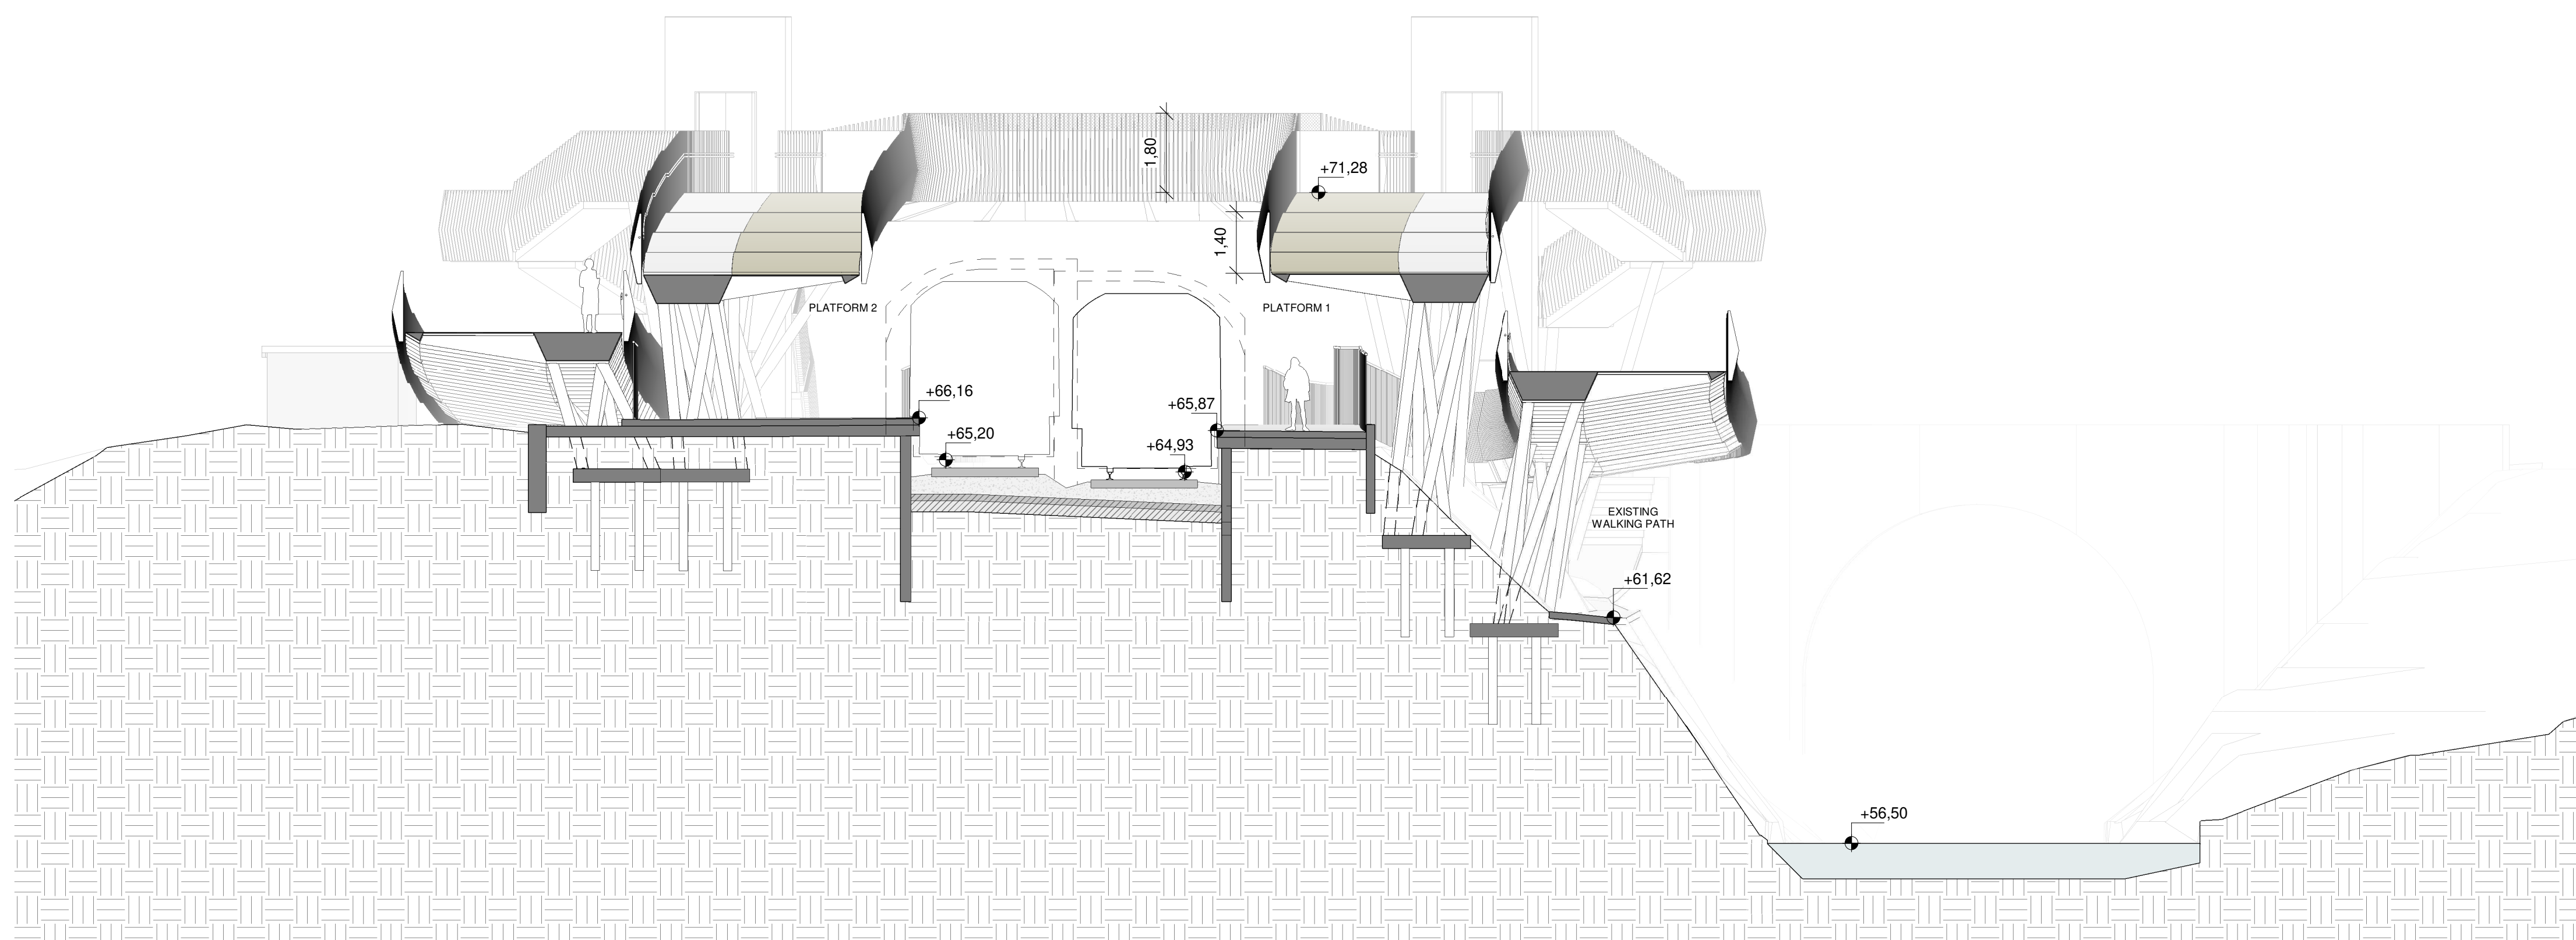 1,80
+71,28
1,40
PLATFORM 2
PLATFORM 1
+66,16
+65,87
+65,20
+64,93
EXISTING
WALKING PATH
+61,62
+56,50